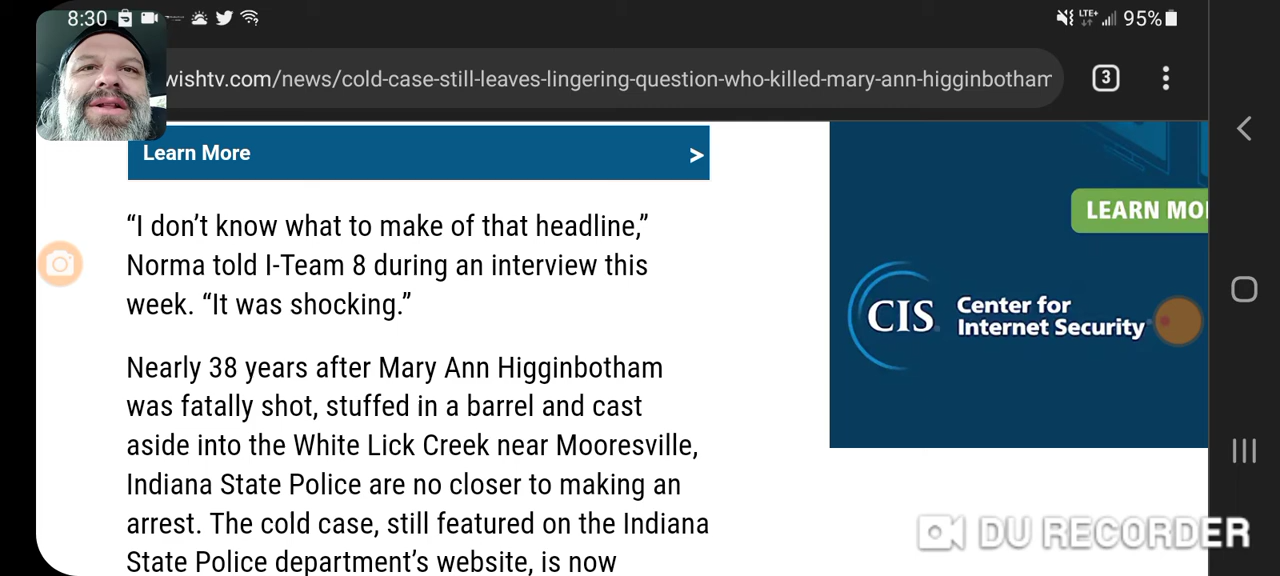 8:30
LTE+
95%
wishtv.com/news/cold-case-still-leaves-lingering-question-who-killed-mary-ann-higginbotham
3
Learn More >
LEARN MO
“I don’t know what to make of that headline,”
Norma told I-Team 8 during an interview this
week. “It was shocking.”
CIS. Center for
Internet Security
Nearly 38 years after Mary Ann Higginbotham
was fatally shot, stuffed in a barrel and cast
aside into the White Lick Creek near Mooresville,
Indiana State Police are no closer to making an
arrest. The cold case, still featured on the Indiana
State Police department’s website, is now
DU RECORDER